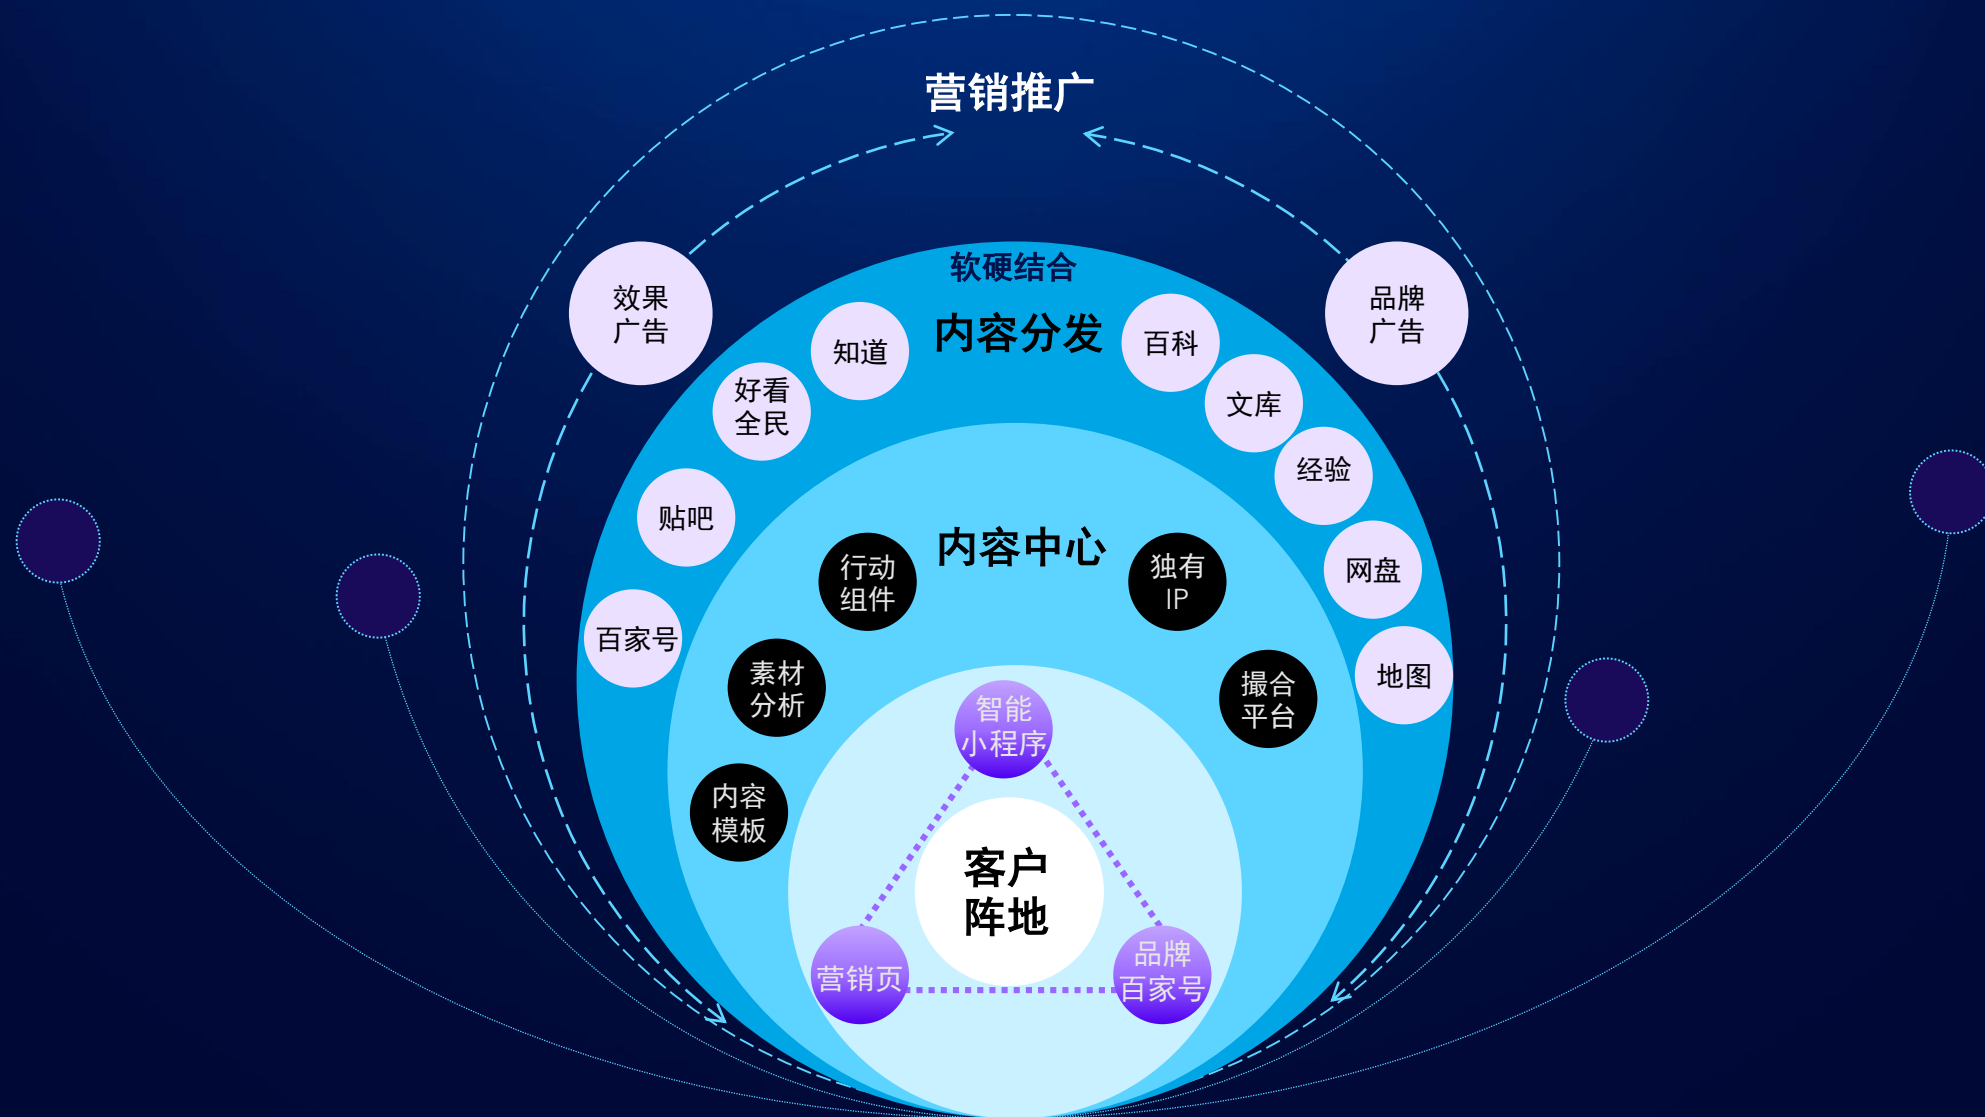 营销推广
软硬结合
内容分发
效果
广告
品牌
广告
知道
百科
好看
全民
文库
贴吧
经验
百家号
网盘
地图
内容中心
行动
组件
独有
IP
素材
分析
撮合
平台
内容
模板
智能
小程序
客户
阵地
营销页
品牌
百家号